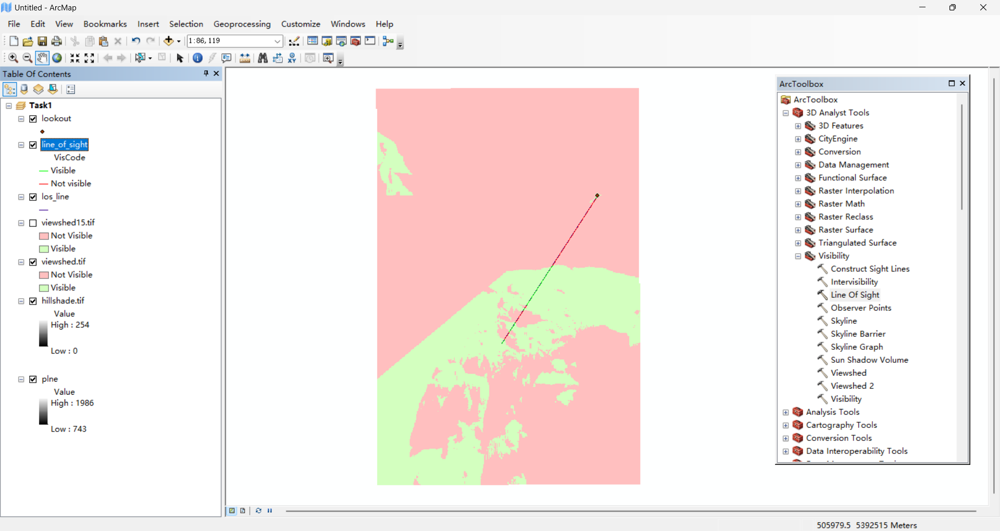 Untitled - ArcMap
File Edit View Bookmarks Insert Selection Geoprocessing Customize Windows Help
1:86,119
Table Of Contents
Task1
lookout
line_of_sight
VisCode
Visible
Not visible
los_line
viewshed15.tif
Not Visible
Visible
viewshed.tif
Not Visible
Visible
hillshade.tif
Value
High : 254
Low : 0
plne
Value
High : 1986
Low : 743
ArcToolbox
ArcToolbox
3D Analyst Tools
3D Features
CityEngine
Conversion
Data Management
Functional Surface
Raster Interpolation
Raster Math
Raster Reclass
Raster Surface
Triangulated Surface
Visibility
Construct Sight Lines
Intervisibility
Line Of Sight
Observer Points
Skyline
Skyline Barrier
Skyline Graph
Sun Shadow Volume
Viewshed
Viewshed 2
Visibility
Analysis Tools
Cartography Tools
Conversion Tools
Data Interoperability Tools
505979.5 5392515 Meters